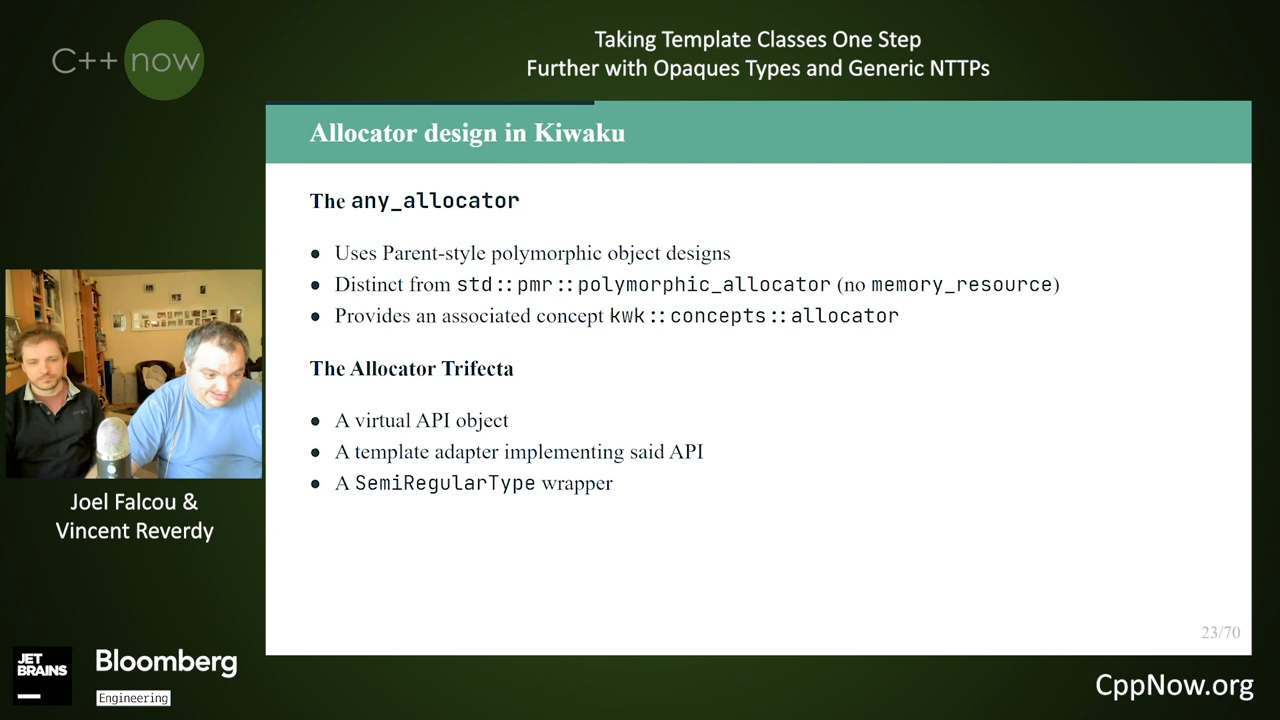 C++ now
Taking Template Classes One Step
Further with Opaques Types and Generic NTTPs
Allocator design in Kiwaku
The any_allocator
● Uses Parent-style polymorphic object designs
● Distinct from std::pmr::polymorphic_allocator (no memory_resource)
● Provides an associated concept kwk::concepts::allocator
The Allocator Trifecta
● A virtual API object
● A template adapter implementing said API
● A SemiRegularType wrapper
23/70
Joel Falcou &
Vincent Reverdy
JET
BRAINS
Bloomberg
Engineering
CppNow.org